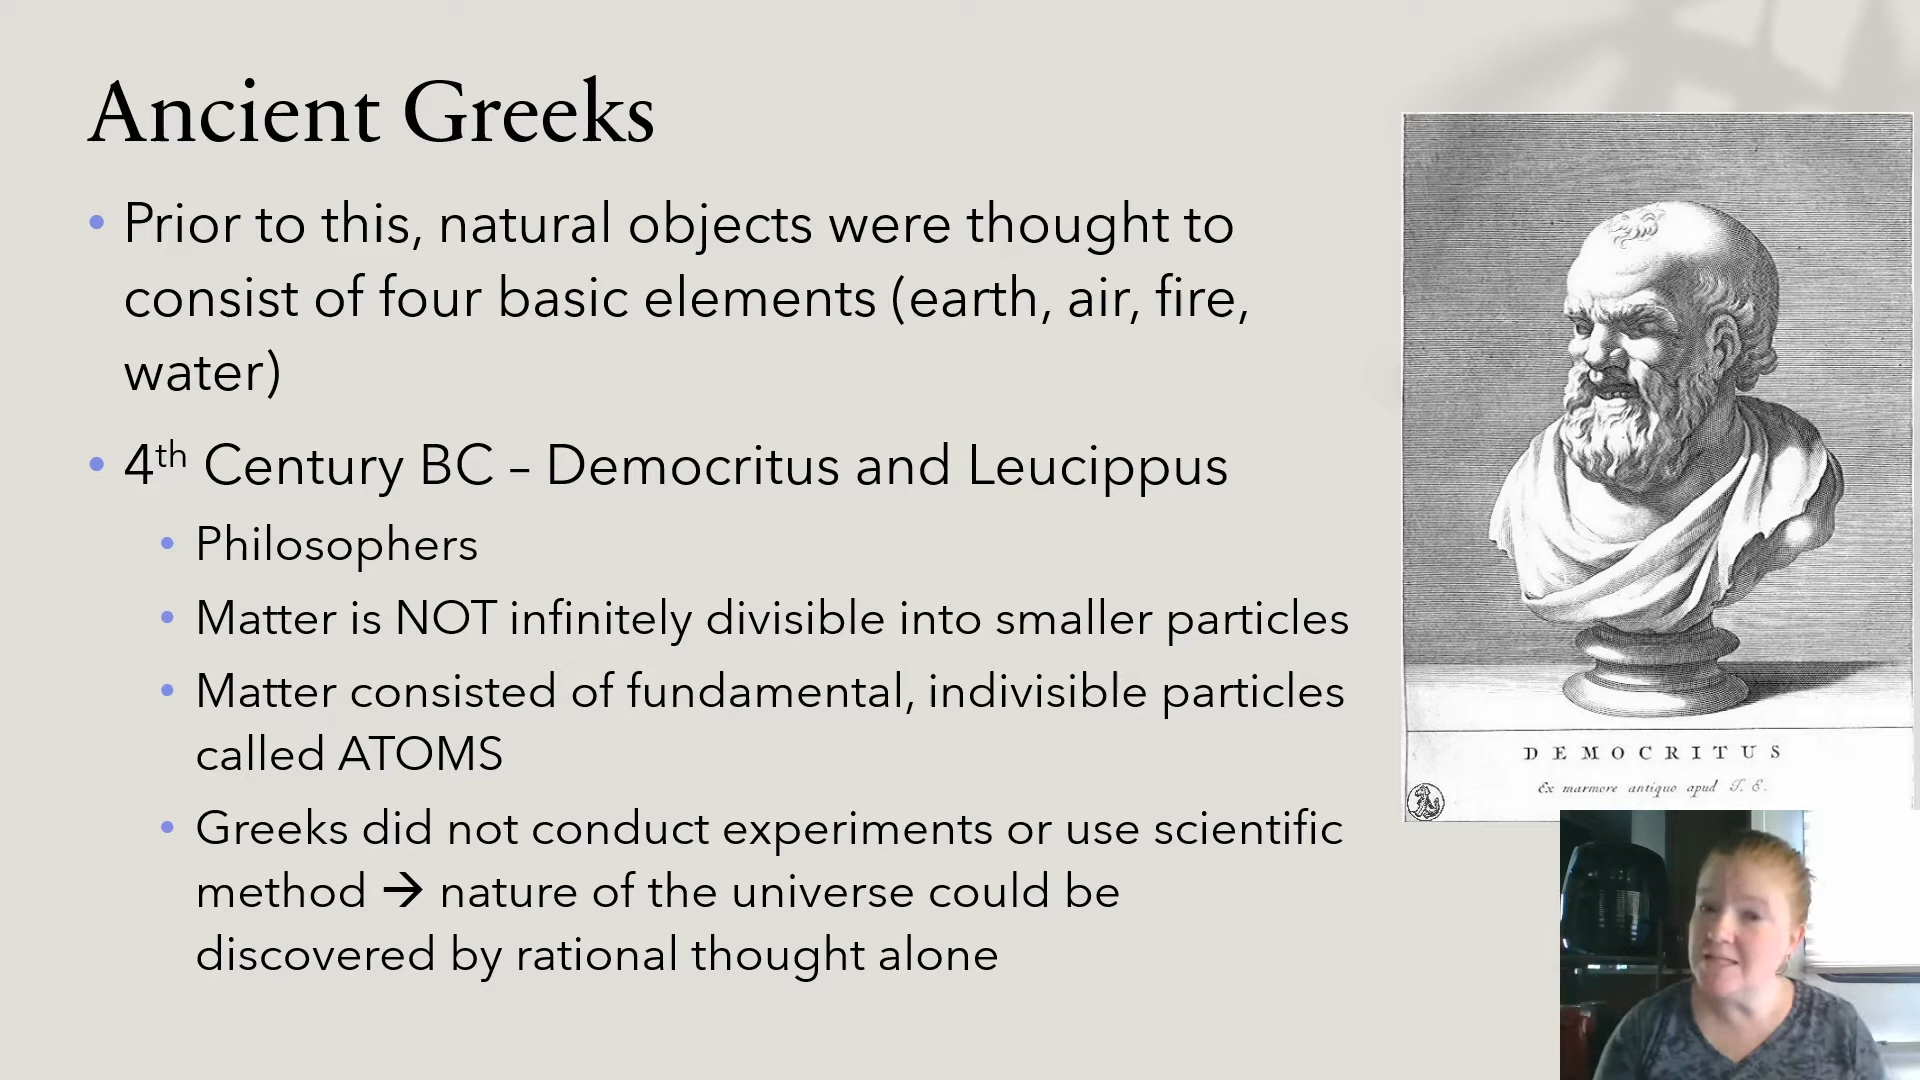 Ancient Greeks
• Prior to this, natural objects were thought to
consist of four basic elements (earth, air, fire,
water)
• 4th Century BC – Democritus and Leucippus
• Philosophers
• Matter is NOT infinitely divisible into smaller particles
• Matter consisted of fundamental, indivisible particles
called ATOMS
• Greeks did not conduct experiments or use scientific
method → nature of the universe could be
discovered by rational thought alone
DEMOCRITUS
Ex marmore antiquo apud T. E.